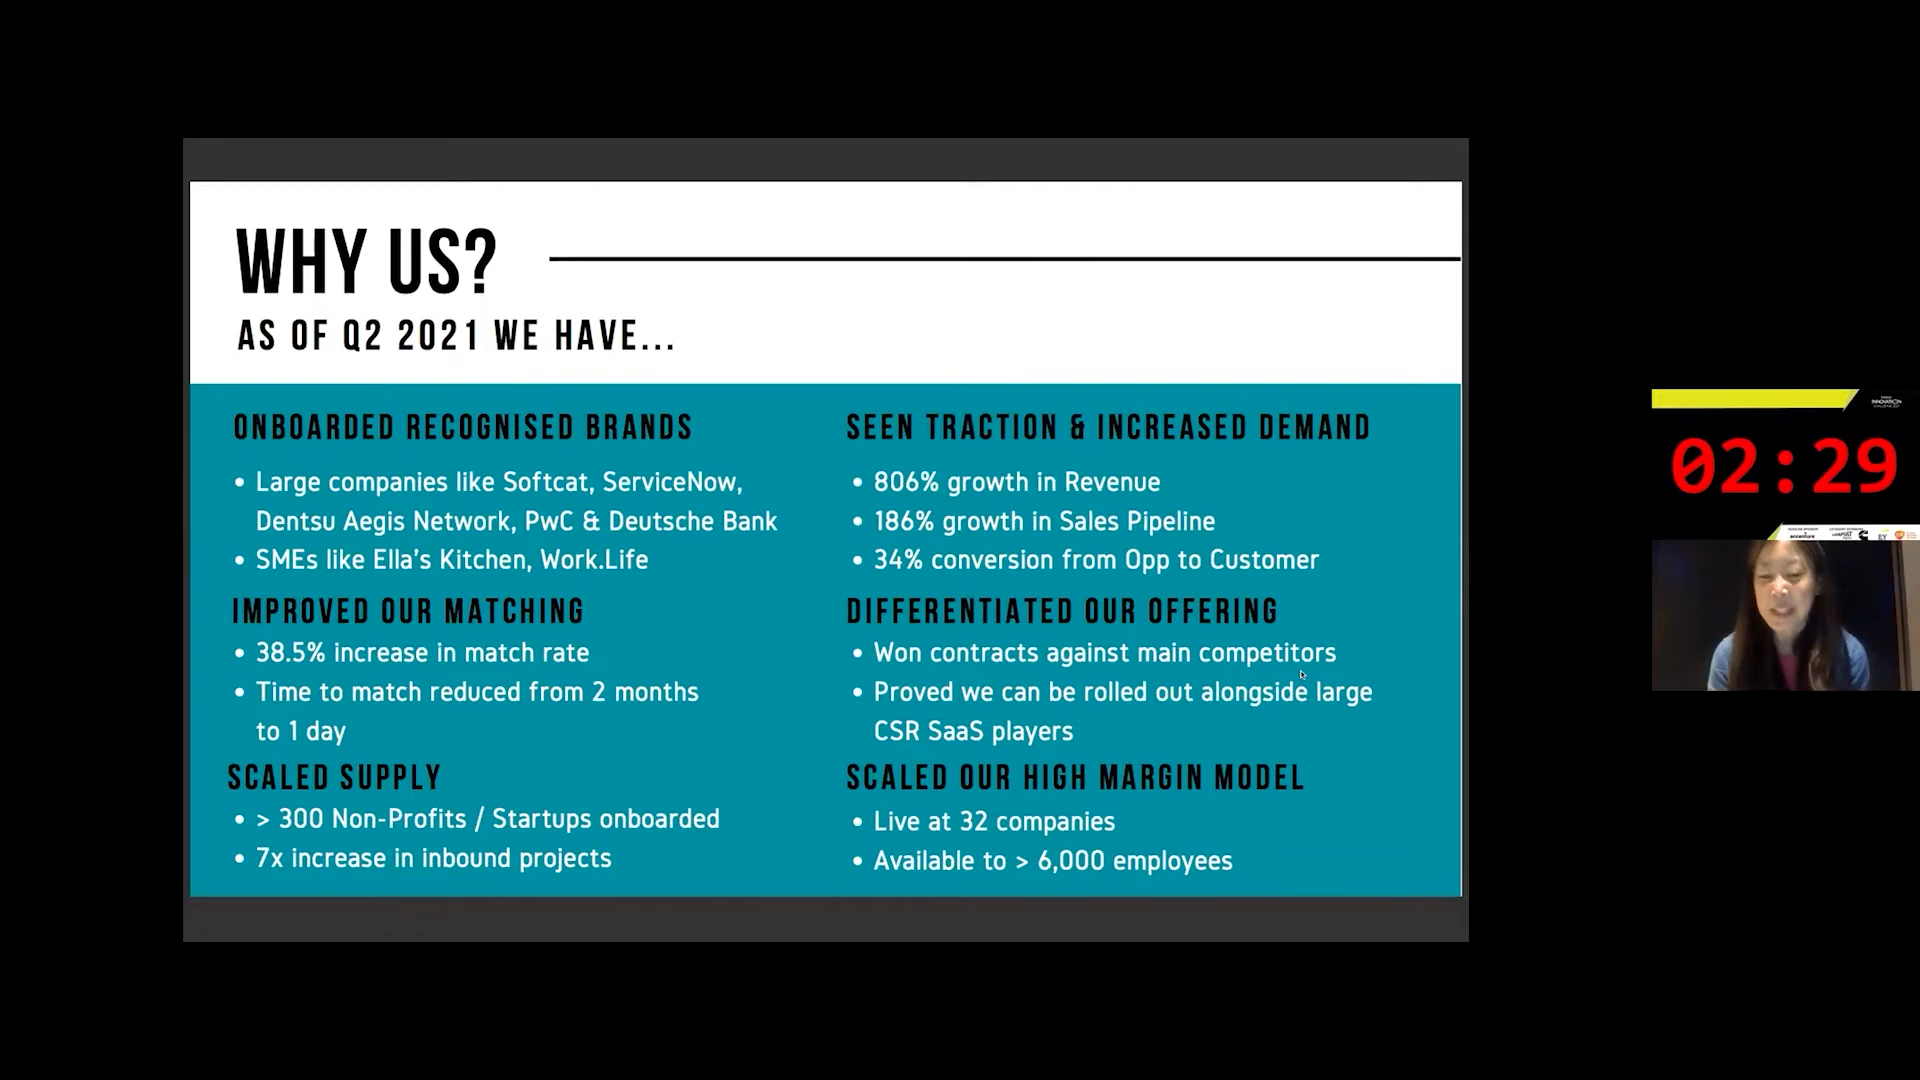 WHY US?
AS OF Q2 2021 WE HAVE...
ONBOARDED RECOGNISED BRANDS
• Large companies like Softcat, ServiceNow,
Dentsu Aegis Network, PwC & Deutsche Bank
• SMEs like Ella's Kitchen, Work.Life
IMPROVED OUR MATCHING
• 38.5% increase in match rate
• Time to match reduced from 2 months
to 1 day
SCALED SUPPLY
• > 300 Non-Profits / Startups onboarded
• 7x increase in inbound projects
SEEN TRACTION & INCREASED DEMAND
• 806% growth in Revenue
• 186% growth in Sales Pipeline
• 34% conversion from Opp to Customer
DIFFERENTIATED OUR OFFERING
• Won contracts against main competitors
• Proved we can be rolled out alongside large
CSR SaaS players
SCALED OUR HIGH MARGIN MODEL
• Live at 32 companies
• Available to > 6,000 employees
INNOVATION
02:29
accenture
EY